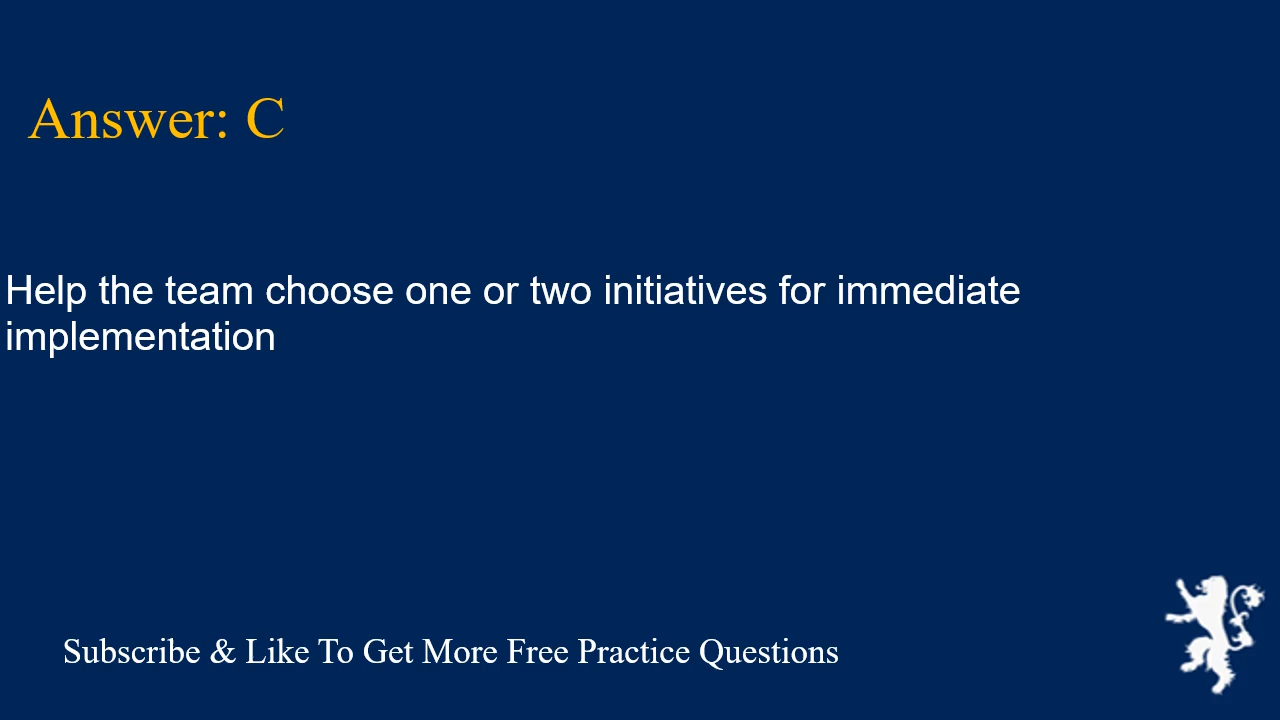 Answer: C
Help the team choose one or two initiatives for immediate
implementation
Subscribe & Like To Get More Free Practice Questions